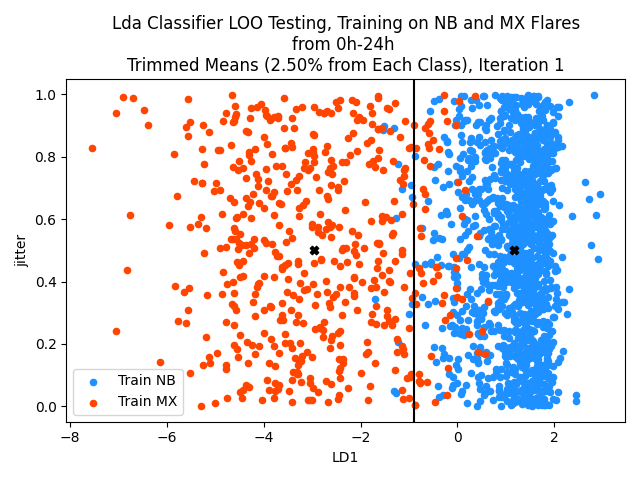 Lda Classifier LOO Testing, Training on NB and MX Flares
from 0h-24h
Trimmed Means (2.50% from Each Class), Iteration 1
1.0
0.8
0.6
0.4
0.2
0.0
jitter
Train NB
Train MX
−8
−6
−4
−2
0
2
LD1